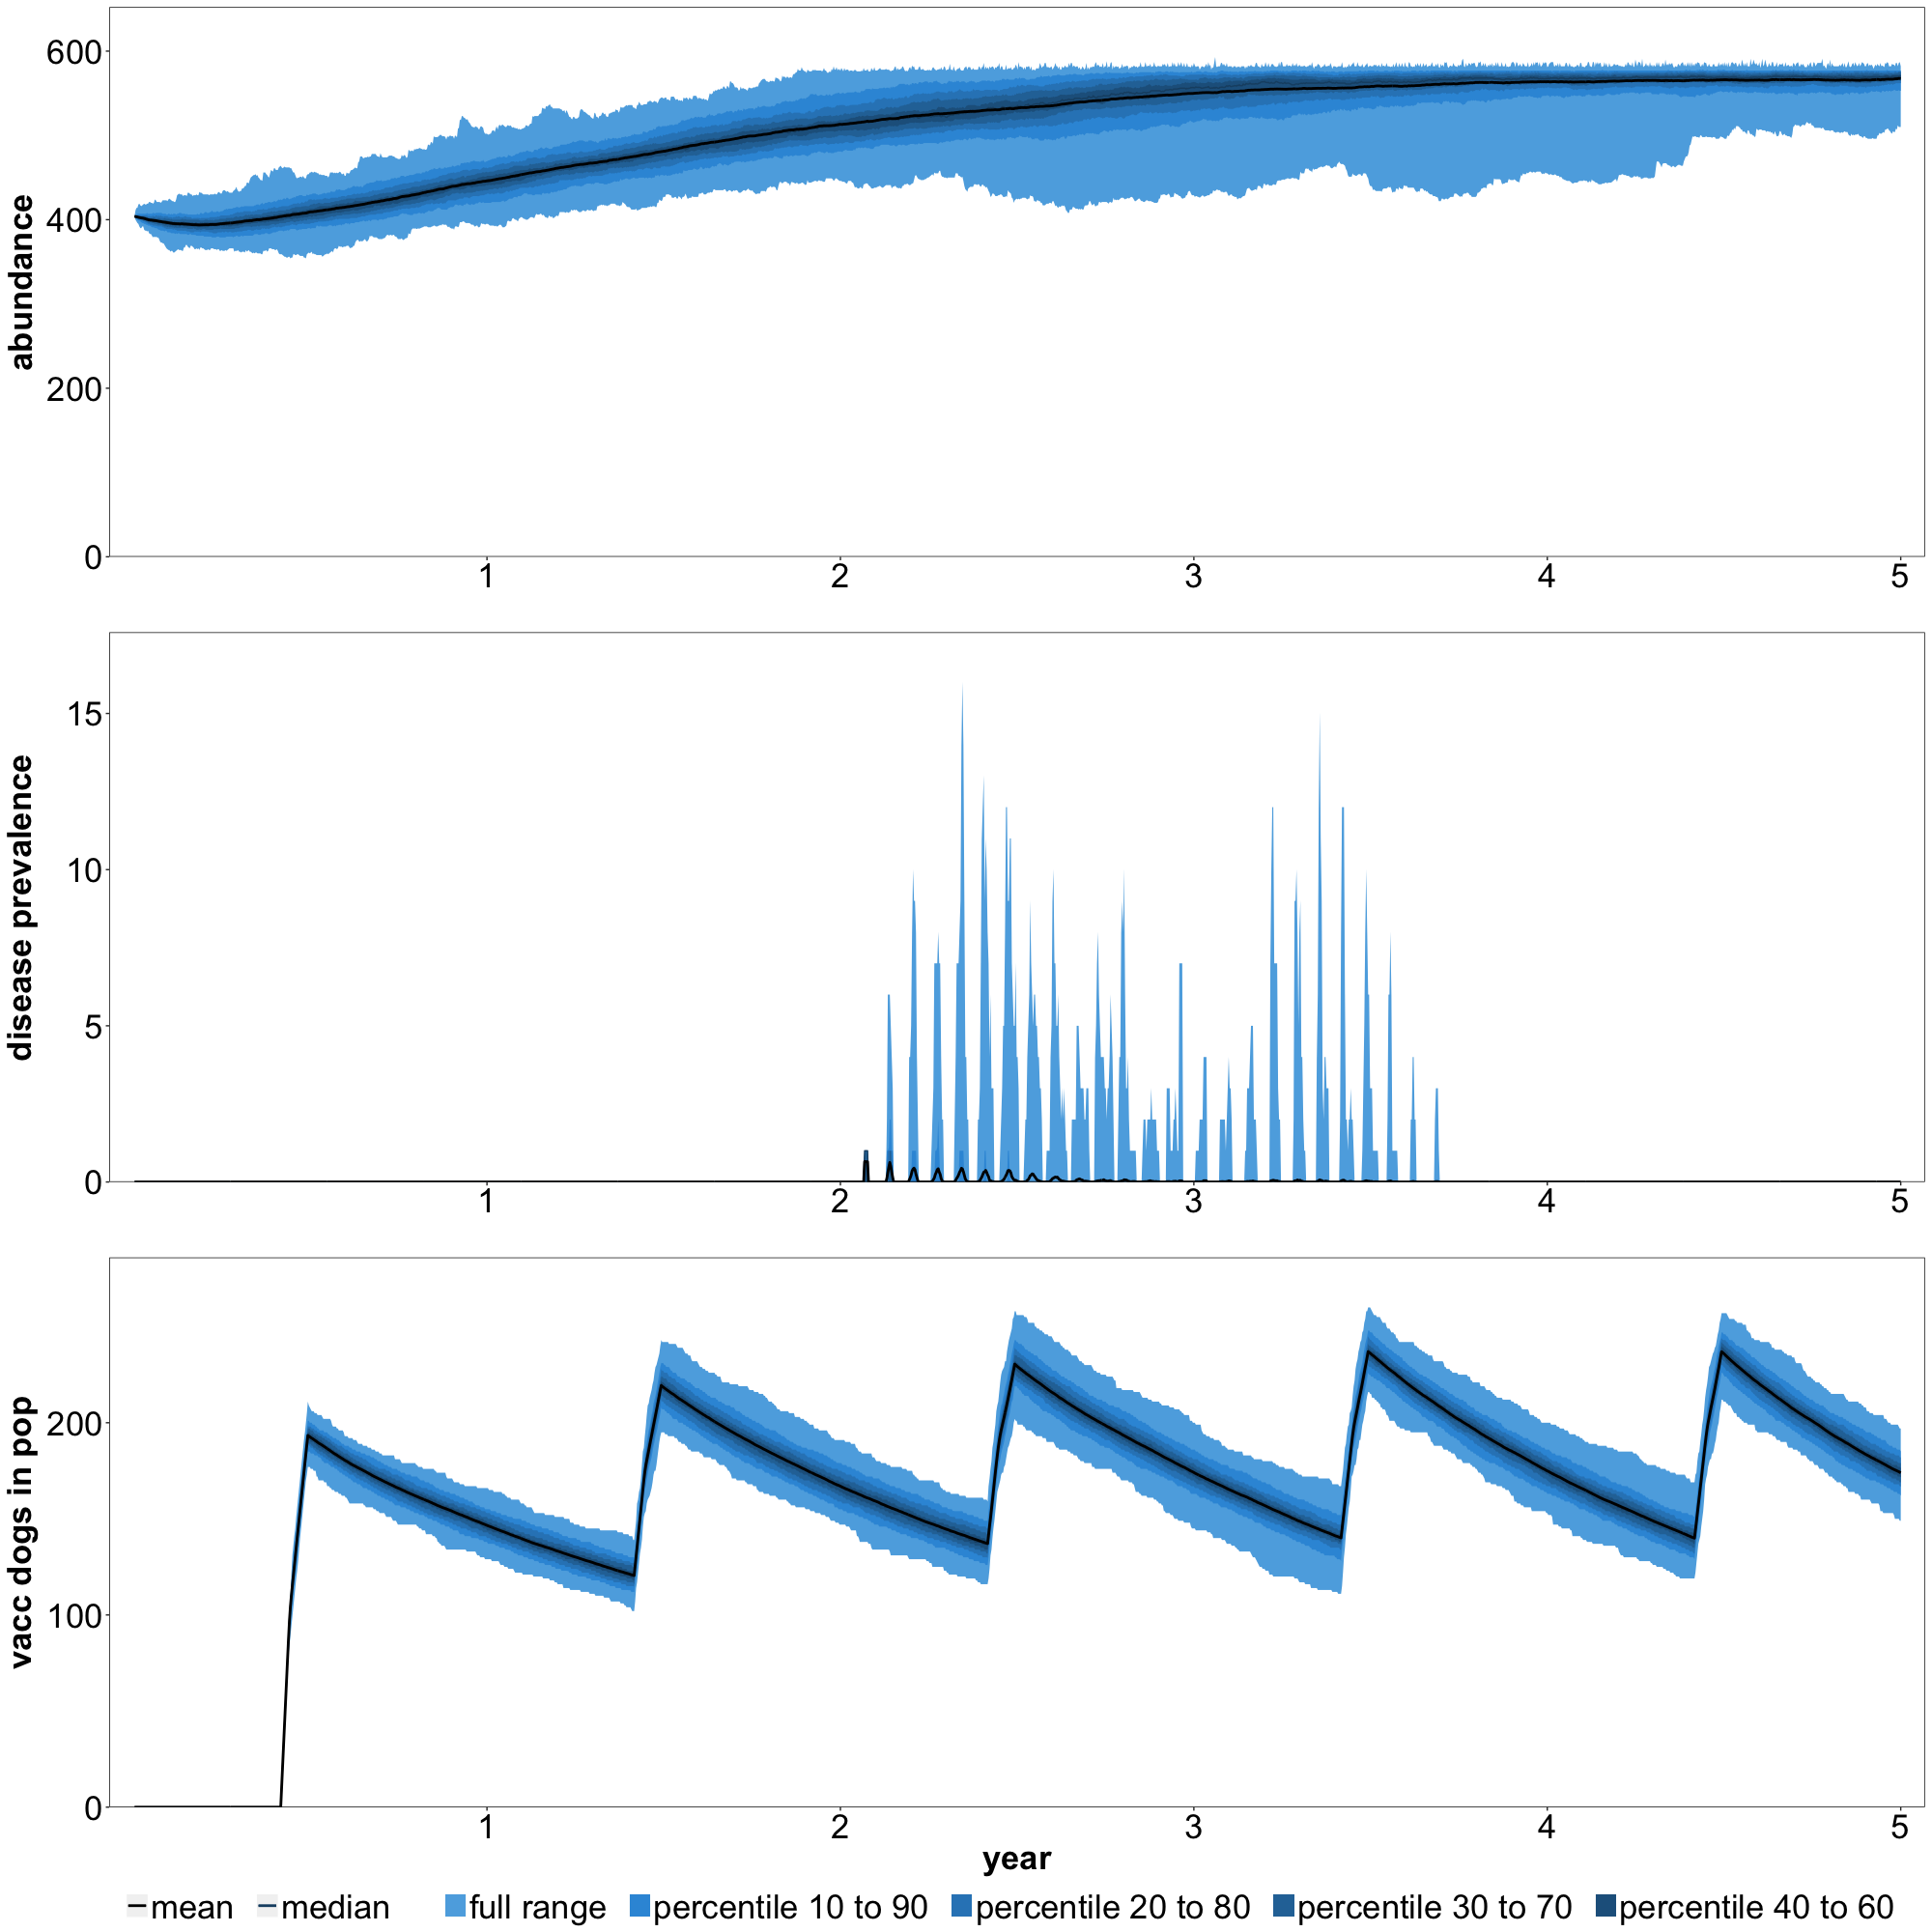 600
400
200
0
abundance
1 2 3 4 5
15
10
5
0
disease prevalence
1 2 3 4 5
200
100
0
vacc dogs in pop
1 2 3 4 5
year
mean median full range percentile 10 to 90 percentile 20 to 80 percentile 30 to 70 percentile 40 to 60